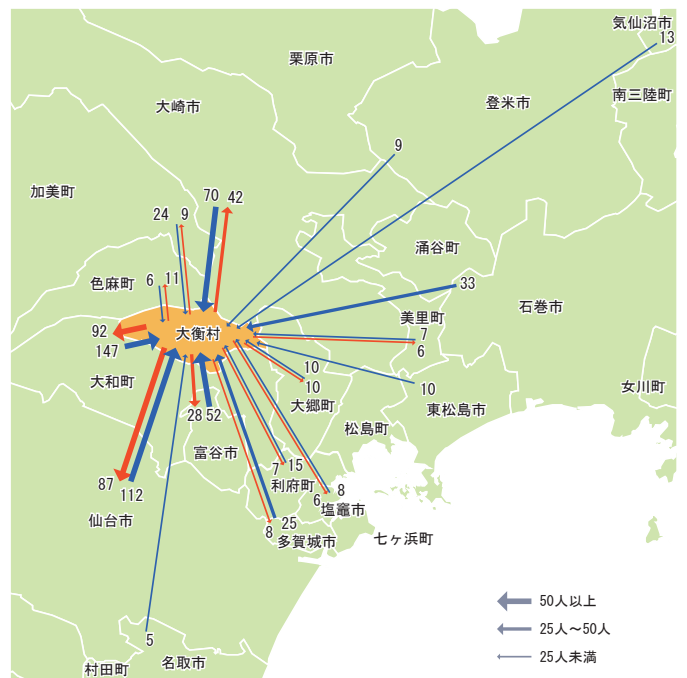 気仙沼市
13
栗原市
南三陸町
登米市
大崎市
9
加美町
70
42
24
9
涌谷町
6
11
色麻町
33
石巻市
美里町
92
大衡村
7
147
6
10
大和町
10
10
女川町
大郷町
東松島市
28
52
松島町
富谷市
7
15
87
利府町
8
112
6
塩竈市
仙台市
25
8
多賀城市
七ヶ浜町
50人以上
25人〜50人
5
25人未満
名取市
村田町